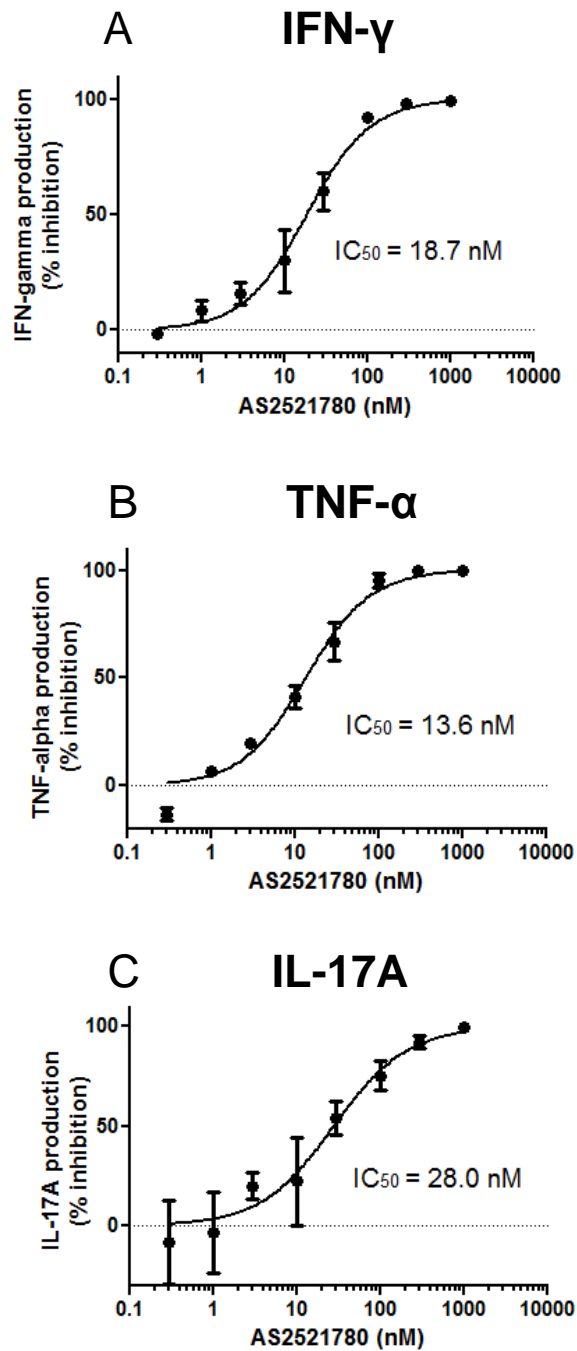 A IFN-γ
IFN-gamma production
(% inhibition)
100
50
0
IC50 = 18.7 nM
0.1 1 10 100 1000 10000
AS2521780 (nM)
B TNF-α
TNF-alpha production
(% inhibition)
100
50
0
IC50 = 13.6 nM
0.1 1 10 100 1000 10000
AS2521780 (nM)
C IL-17A
IL-17A production
(% inhibition)
100
50
0
IC50 = 28.0 nM
0.1 1 10 100 1000 10000
AS2521780 (nM)